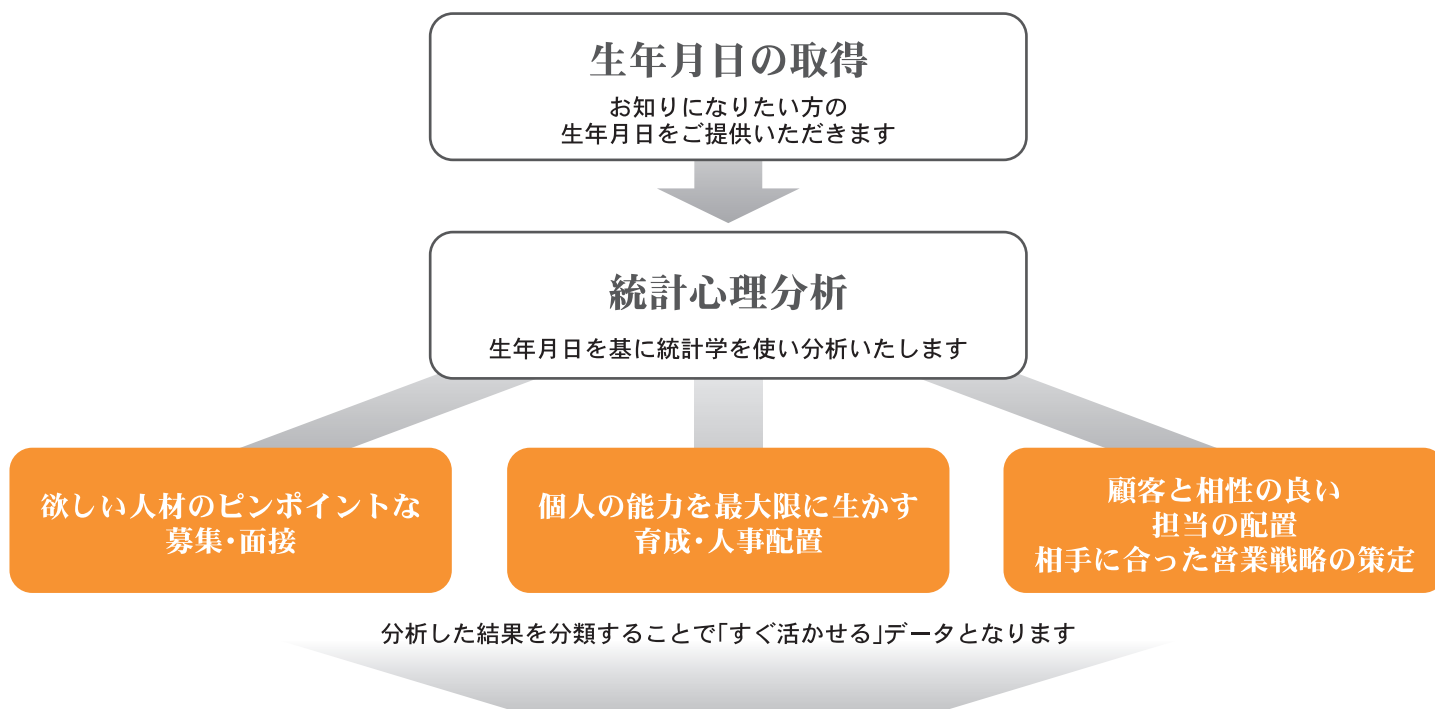 生年月日の取得
お知りになりたい方の
生年月日をご提供いただきます
統計心理分析
生年月日を基に統計学を使い分析いたします
欲しい人材のピンポイントな
募集・面接
個人の能力を最大限に生かす
育成・人事配置
顧客と相性の良い
担当の配置
相手に合った営業戦略の策定
分析した結果を分類することで「すぐ活かせる」データとなります